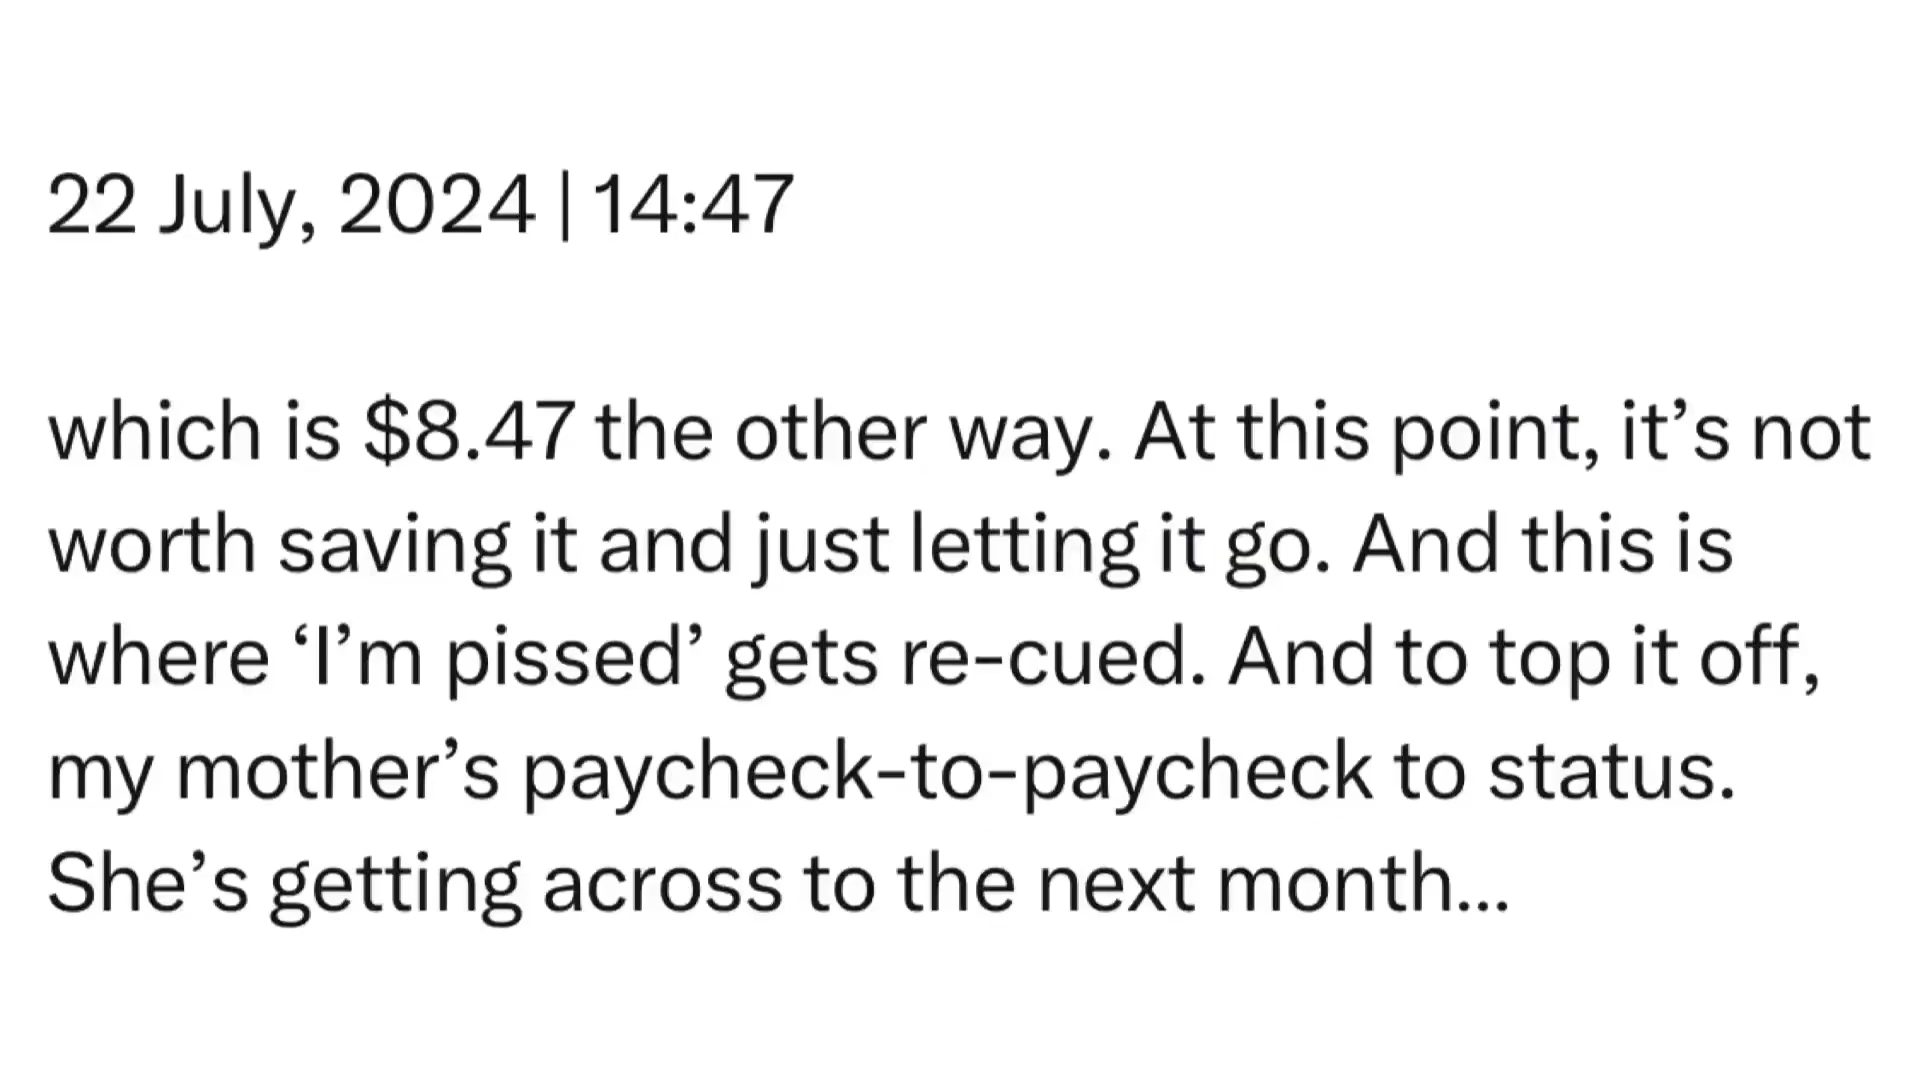 22 July, 2024 | 14:47
which is $8.47 the other way. At this point, it’s not
worth saving it and just letting it go. And this is
where ‘I’m pissed’ gets re-cued. And to top it off,
my mother’s paycheck-to-paycheck to status.
She’s getting across to the next month...